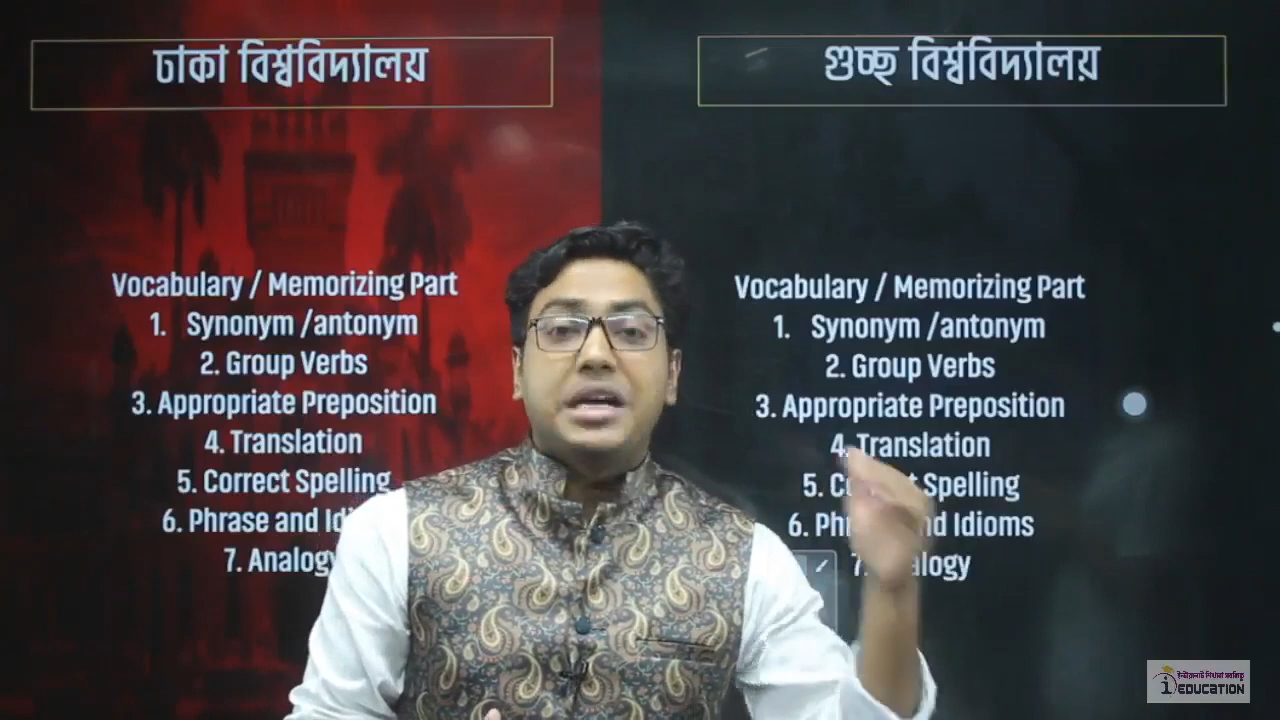 ঢাকা বিশ্ববিদ্যালয়
Vocabulary / Memorizing Part
1. Synonym /antonym
2. Group Verbs
3. Appropriate Preposition
4. Translation
5. Correct Spelling
6. Phrase and Id
7. Analogy
গুচ্ছ বিশ্ববিদ্যালয়
Vocabulary / Memorizing Part
1. Synonym /antonym
2. Group Verbs
3. Appropriate Preposition
4. Translation
5. Spelling
6. Idioms
7.
EDUCATION